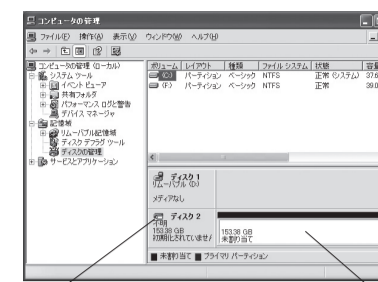 コンピュータの管理
ファイル(F) 操作(A) 表示(V) ウィンドウ(W) ヘルプ(H)
コンピュータの管理 (ローカル)
システム ツール
イベント ビューア
共有フォルダ
パフォーマンス ログと警告
デバイス マネージャ
記憶域
リムーバブル記憶域
ディスク デフラグ ツール
ディスクの管理
サービスとアプリケーション
ボリューム レイアウト 種類 ファイル システム 状態 容量
(C:) パーティション ベーシック NTFS 正常 (システム) 37.6
(F:) パーティション ベーシック NTFS 正常 39.0
ディスク 1
リムーバブル (D:)
メディアなし
ディスク 2
不明
153.38 GB
初期化されていませ
153.38 GB
未割り当て
未割り当て プライマリ パーティション